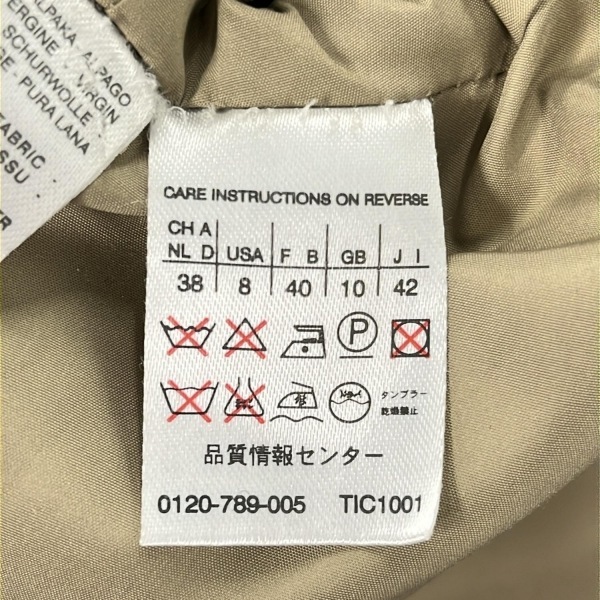 ALPAKA - ALPAGO
VERGINE - VIRGIN
SCHURWOLLE -
PURA LANA
FABRIC
CARE INSTRUCTIONS ON REVERSE
CH A
NL D USA F B GB J I
38 8 40 10 42
P
タンブラー
乾燥禁止
品質情報センター
0120-789-005 TIC1001